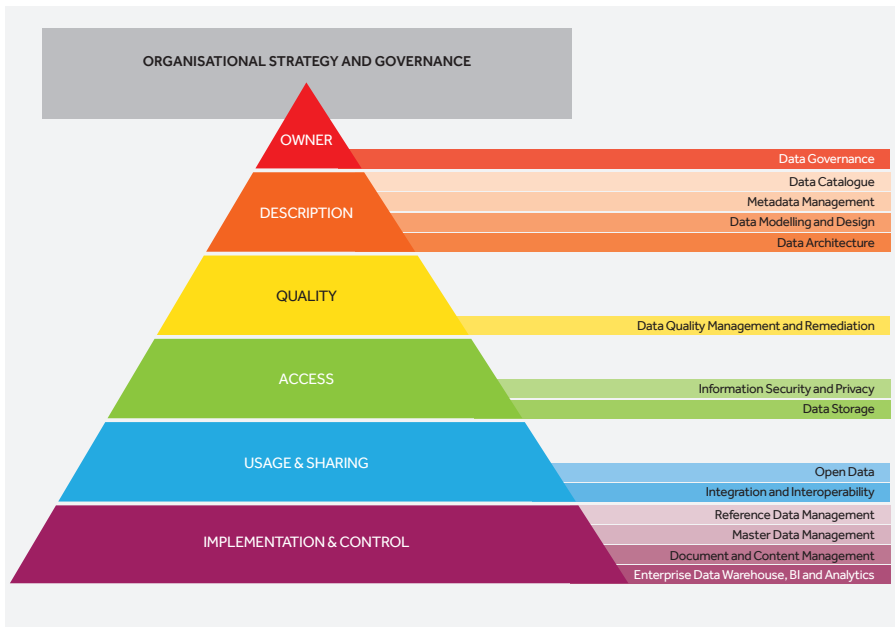 ORGANISATIONAL STRATEGY AND GOVERNANCE
OWNER
Data Governance
Data Catalogue
Metadata Management
DESCRIPTION
Data Modelling and Design
Data Architecture
QUALITY
Data Quality Management and Remediation
ACCESS
Information Security and Privacy
Data Storage
USAGE & SHARING
Open Data
Integration and Interoperability
Reference Data Management
Master Data Management
IMPLEMENTATION & CONTROL
Document and Content Management
Enterprise Data Warehouse, BI and Analytics